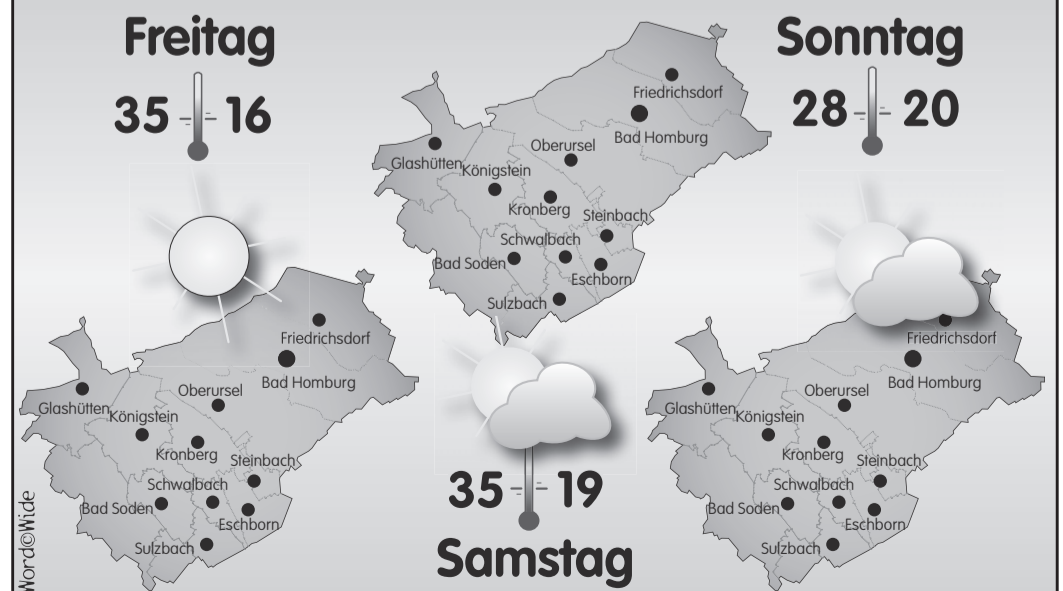 Freitag
35 16
Friedrichsdorf
Bad Homburg
Oberursel
Glashütten
Königstein
Kronberg
Steinbach
Schwalbach
Bad Soden
Eschborn
Sulzbach
Friedrichsdorf
Bad Homburg
Oberursel
Glashütten
Königstein
Kronberg
Steinbach
Schwalbach
Bad Soden
Eschborn
Sulzbach
35 19
Samstag
Sonntag
28 20
Friedrichsdorf
Bad Homburg
Oberursel
Glashütten
Königstein
Kronberg
Steinbach
Schwalbach
Bad Soden
Eschborn
Sulzbach
Word©Wide